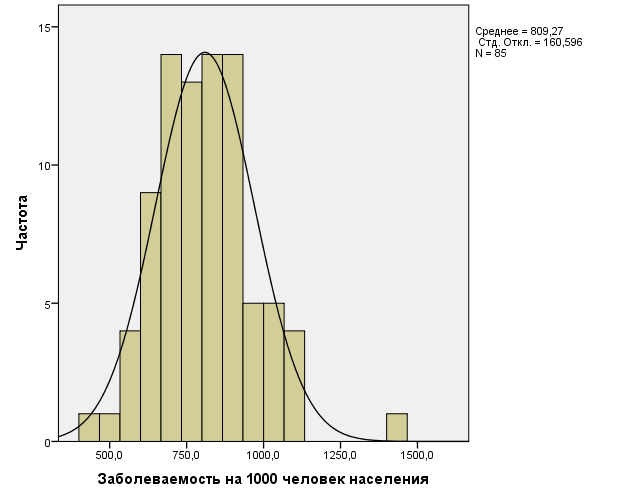 Среднее = 809,27
Стд. Откл. = 160,596
N = 85
Частота
15
10
5
0
500,0 750,0 1000,0 1250,0 1500,0
Заболеваемость на 1000 человек населения